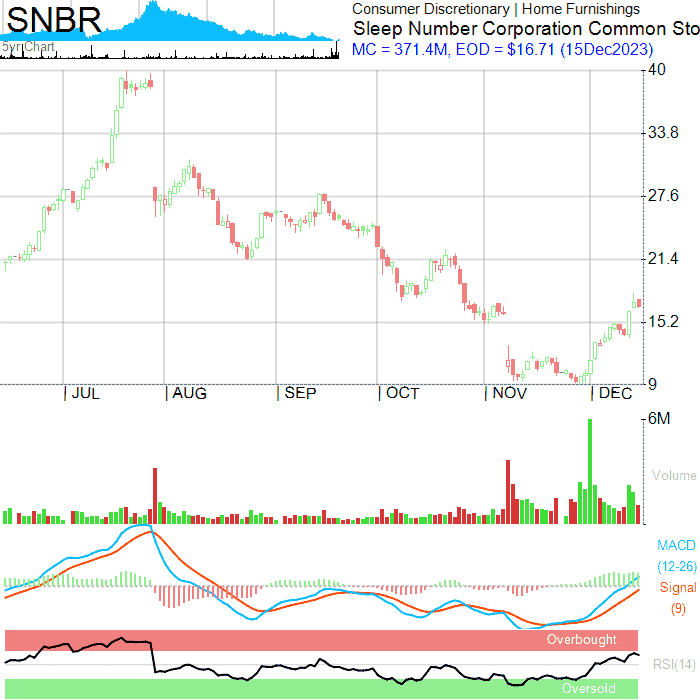 SNBR
5yr Chart
Consumer Discretionary | Home Furnishings
Sleep Number Corporation Common Sto
MC = 371.4M, EOD = $16.71 (15Dec2023)
40
33.8
27.6
21.4
15.2
9
JUL AUG SEP OCT NOV DEC
6M
Volume
MACD
(12-26)
Signal
(9)
Overbought
RSI(14)
Oversold